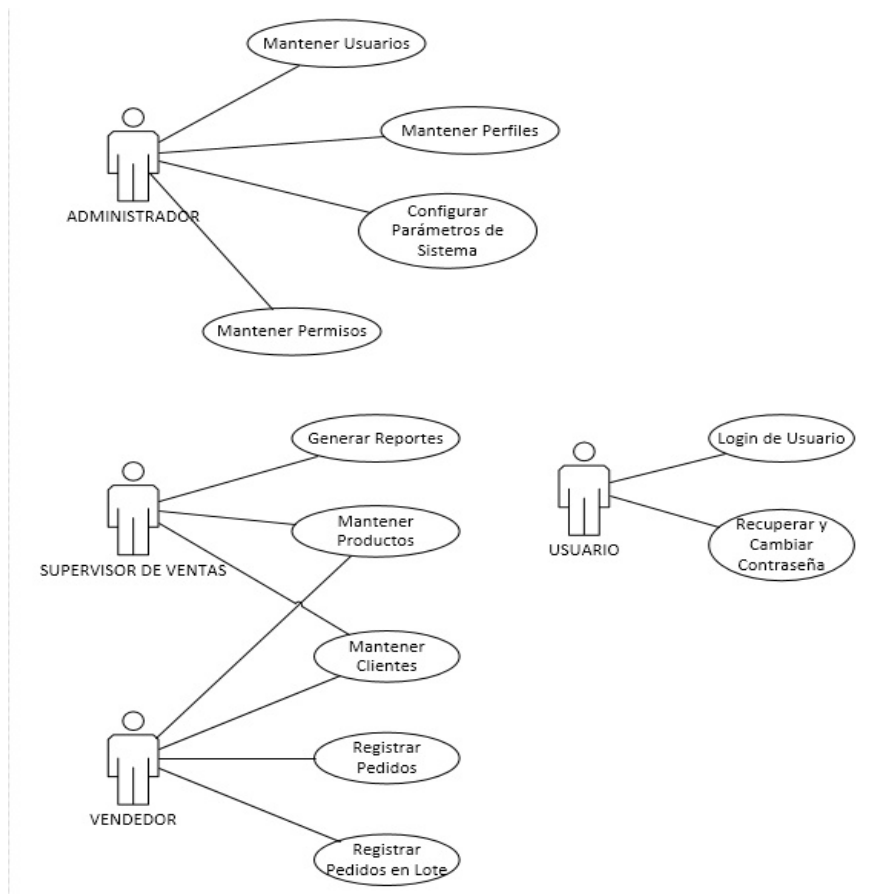 Mantener Usuarios
Mantener Perfiles
ADMINISTRADOR
Configurar
Parámetros de
Sistema
Mantener Permisos
Generar Reportes
Mantener
Productos
SUPERVISOR DE VENTAS
Login de Usuario
USUARIO
Recuperar y
Cambiar
Contraseña
Mantener
Clientes
Registrar
Pedidos
VENDEDOR
Registrar
Pedidos en Lote